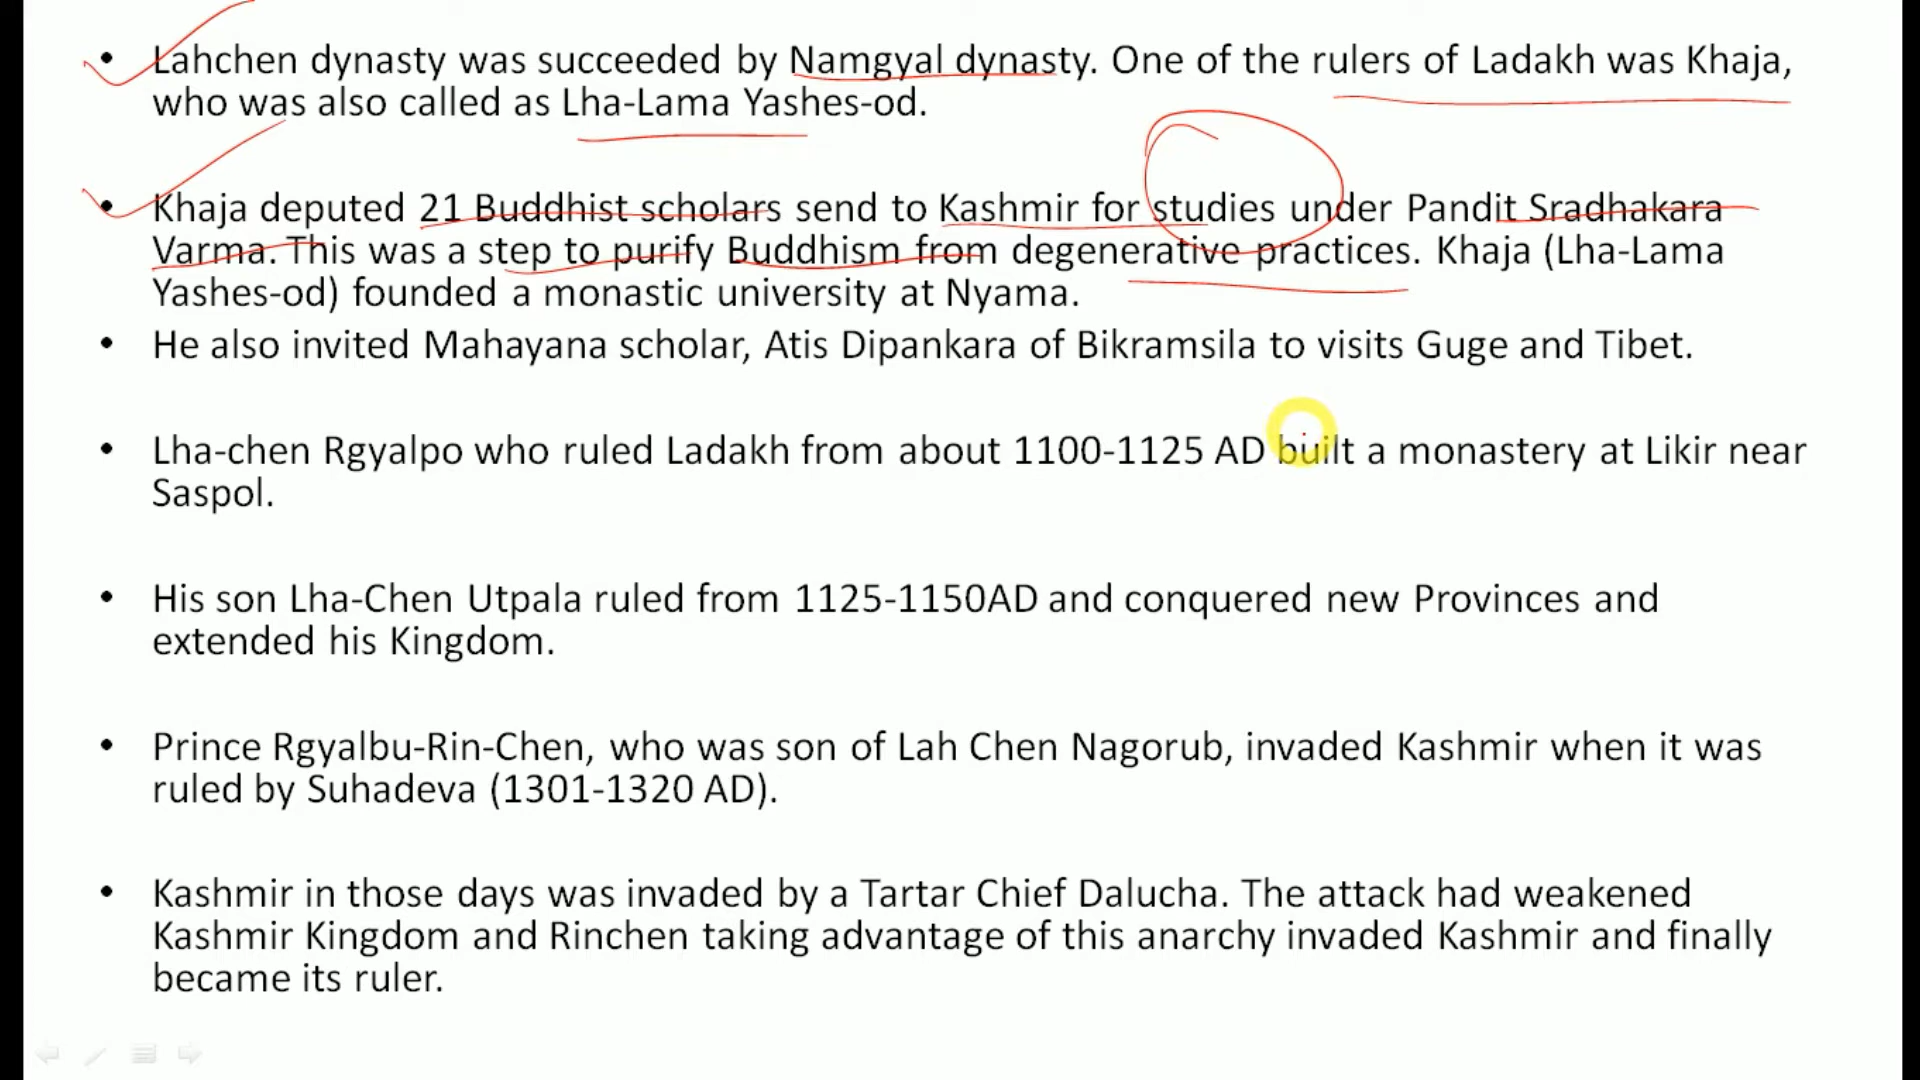 • Lahchen dynasty was succeeded by Namgyal dynasty. One of the rulers of Ladakh was Khaja,
who was also called as Lha-Lama Yashes-od.
• Khaja deputed 21 Buddhist scholars send to Kashmir for studies under Pandit Sradhakara
Varma. This was a step to purify Buddhism from degenerative practices. Khaja (Lha-Lama
Yashes-od) founded a monastic university at Nyama.
• He also invited Mahayana scholar, Atis Dipankara of Bikramsila to visits Guge and Tibet.
• Lha-chen Rgyalpo who ruled Ladakh from about 1100-1125 AD built a monastery at Likir near
Saspol.
• His son Lha-Chen Utpala ruled from 1125-1150AD and conquered new Provinces and
extended his Kingdom.
• Prince Rgyalbu-Rin-Chen, who was son of Lah Chen Nagorub, invaded Kashmir when it was
ruled by Suhadeva (1301-1320 AD).
• Kashmir in those days was invaded by a Tartar Chief Dalucha. The attack had weakened
Kashmir Kingdom and Rinchen taking advantage of this anarchy invaded Kashmir and finally
became its ruler.